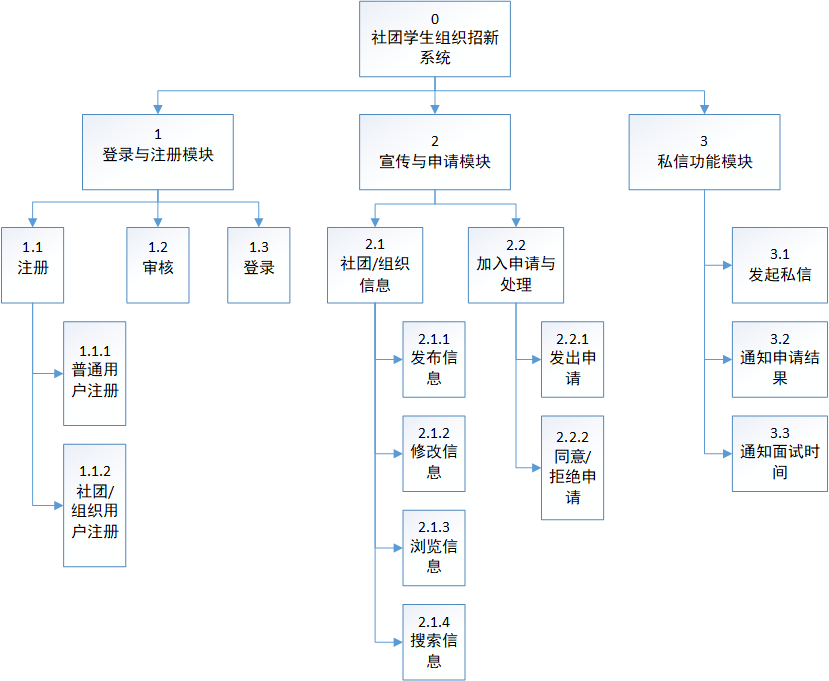 0
社团学生组织招新
系统
1
登录与注册模块
2
宣传与申请模块
3
私信功能模块
1.1
注册
1.2
审核
1.3
登录
2.1
社团/组织
信息
2.2
加入申请与
处理
3.1
发起私信
1.1.1
普通用
户注册
2.1.1
发布信
息
2.2.1
发出申
请
3.2
通知申请结
果
1.1.2
社团/
组织用
户注册
2.1.2
修改信
息
2.2.2
同意/
拒绝申
请
3.3
通知面试时
间
2.1.3
浏览信
息
2.1.4
搜索信
息